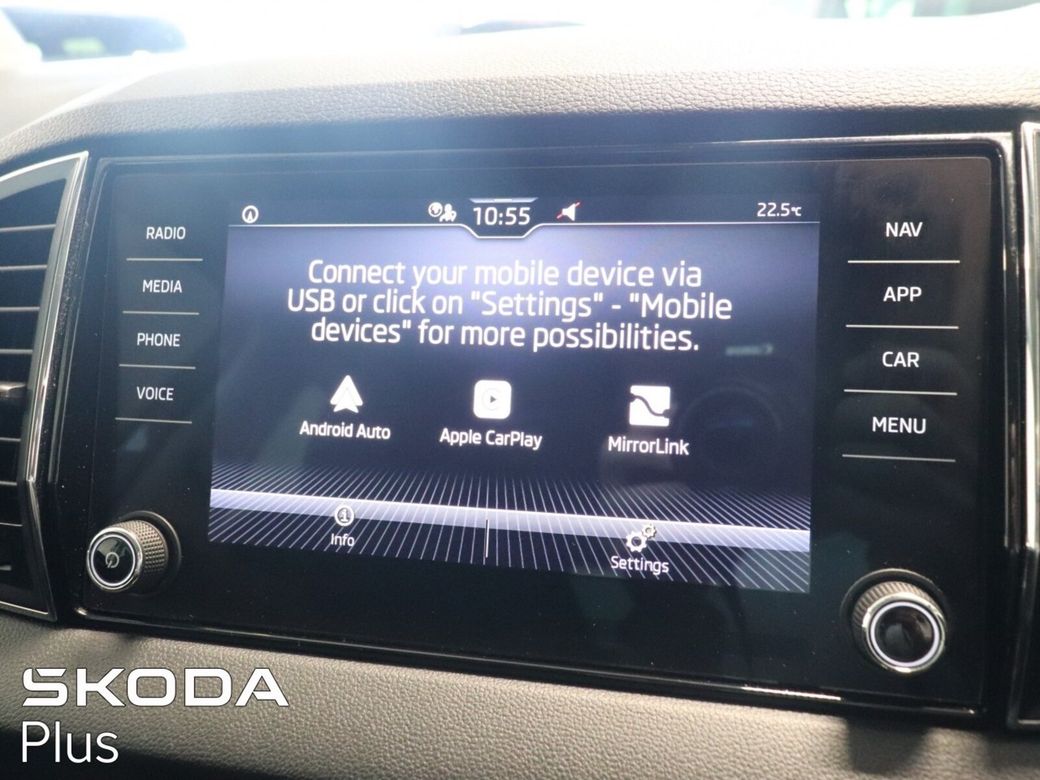 10:55
22.5°C
RADIO
MEDIA
PHONE
VOICE
NAV
APP
CAR
MENU
Connect your mobile device via
USB or click on "Settings" - "Mobile
devices" for more possibilities.
Android Auto
Apple CarPlay
MirrorLink
Info
Settings
SKODA
Plus